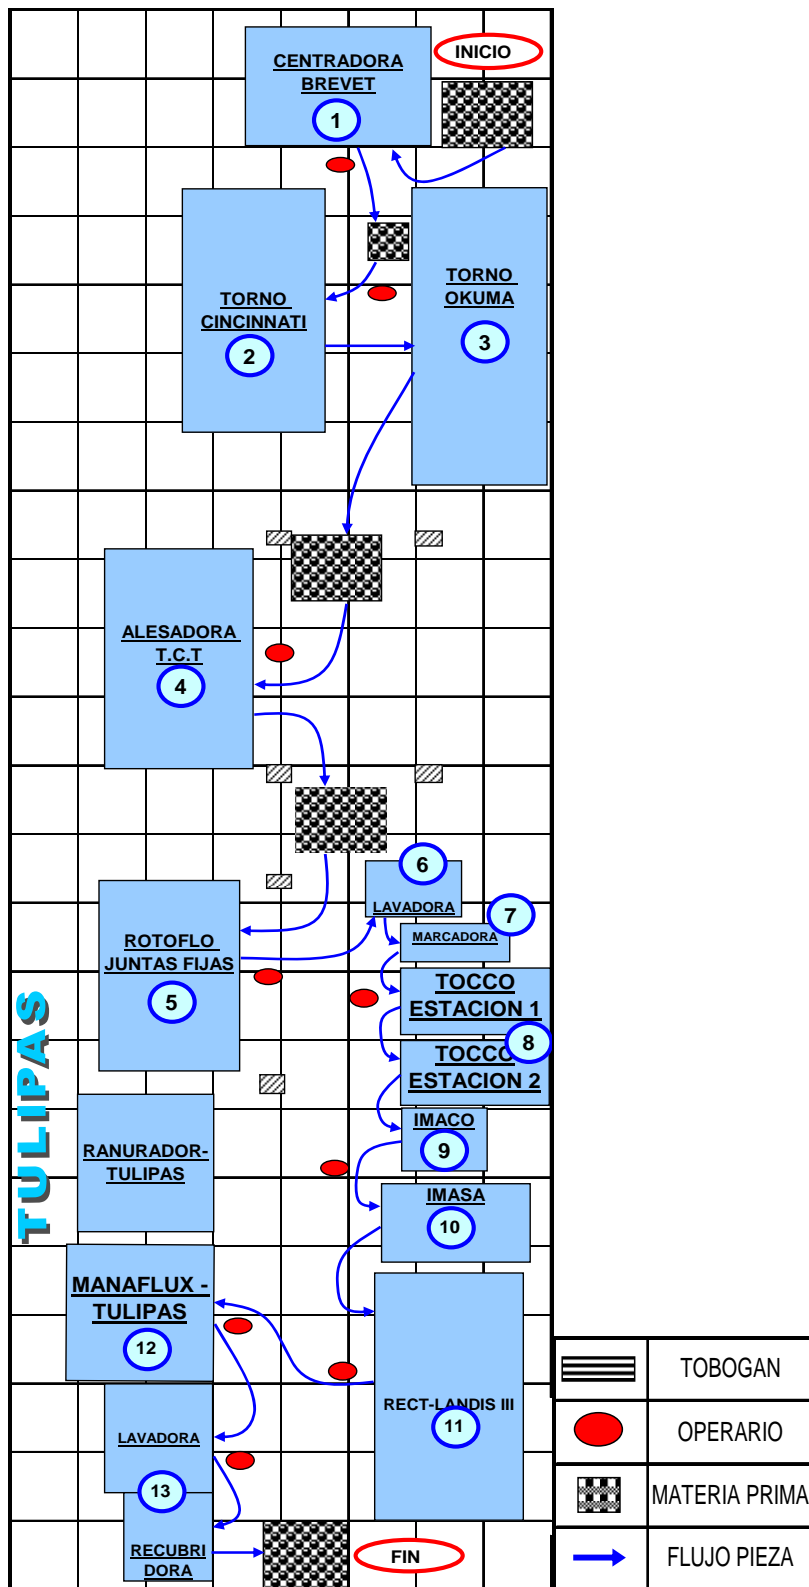 INICIO
CENTRADORA
BREVET
1
TORNO
OKUMA
3
TORNO
CINCINNATI
2
ALESADORA
T.C.T
4
6
LAVADORA
7
MARCADORA
ROTOFLO
JUNTAS FIJAS
5
TOCCO
ESTACION 1
8
TOCCO
ESTACION 2
TULIPAS
RANURADOR-
TULIPAS
IMACO
9
IMASA
10
MANAFLUX -
TULIPAS
12
RECT-LANDIS III
11
LAVADORA
13
RECUBRI
DORA
FIN
TOBOGAN
OPERARIO
MATERIA PRIMA
FLUJO PIEZA